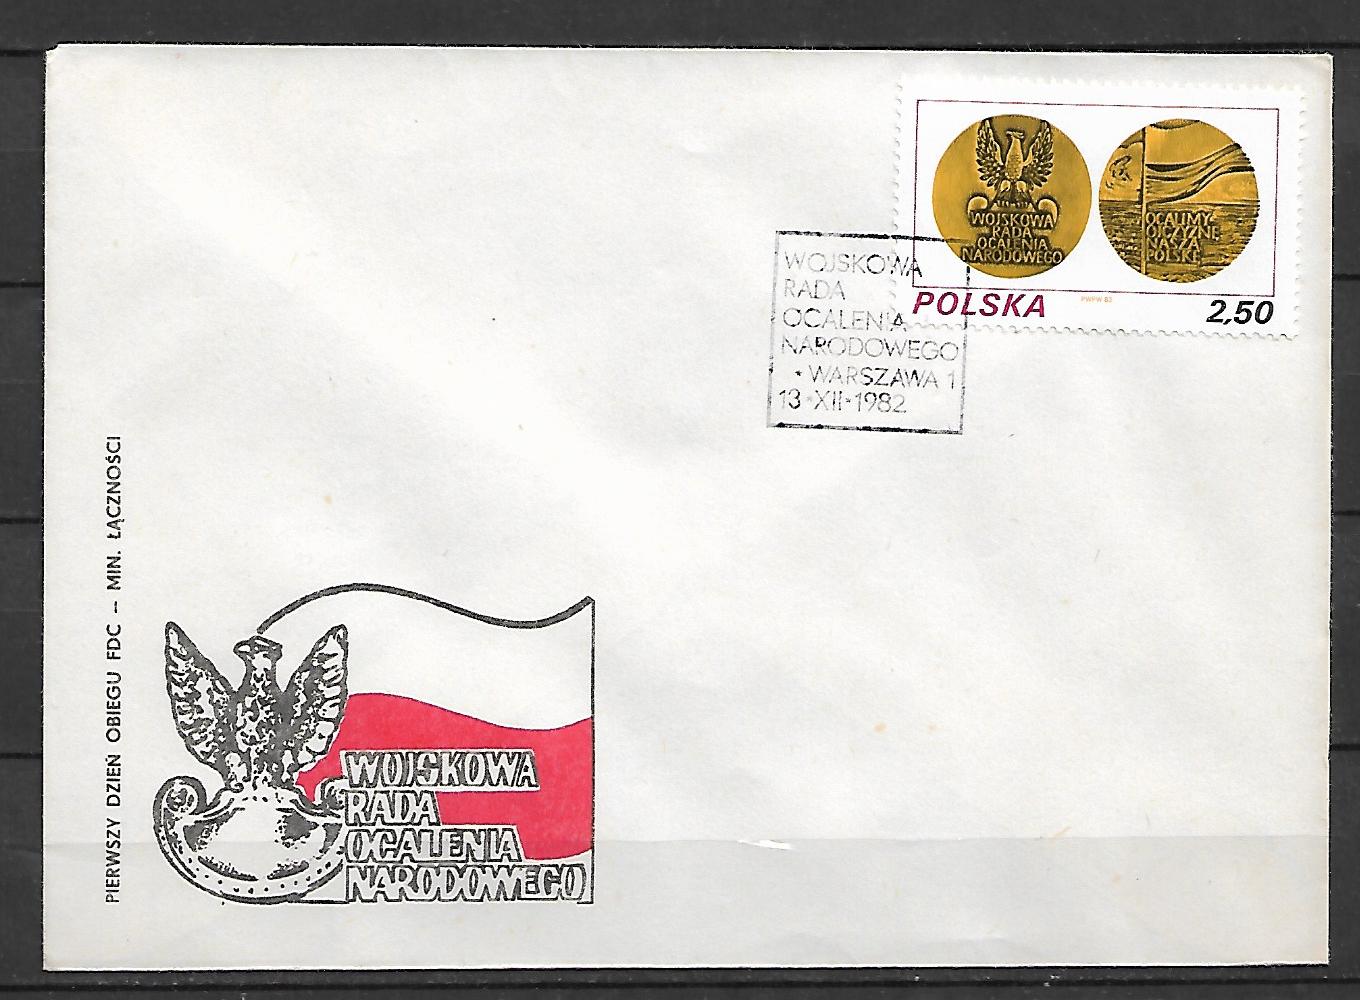 WOJSKOWA
RADA
OCALENIA
NARODOWEGO
OCALIMY
OJCZYZNĘ
NASZĄ
POLSKĘ
POLSKA
PWPW 82
2,50
WOJSKOWA
RADA
OCALENIA
NARODOWEGO
• WARSZAWA 1
13•XII•1982
PIERWSZY DZIEŃ OBIEGU FDC – MIN. ŁĄCZNOŚCI
WOJSKOWA
RADA
OCALENIA
NARODOWEGO